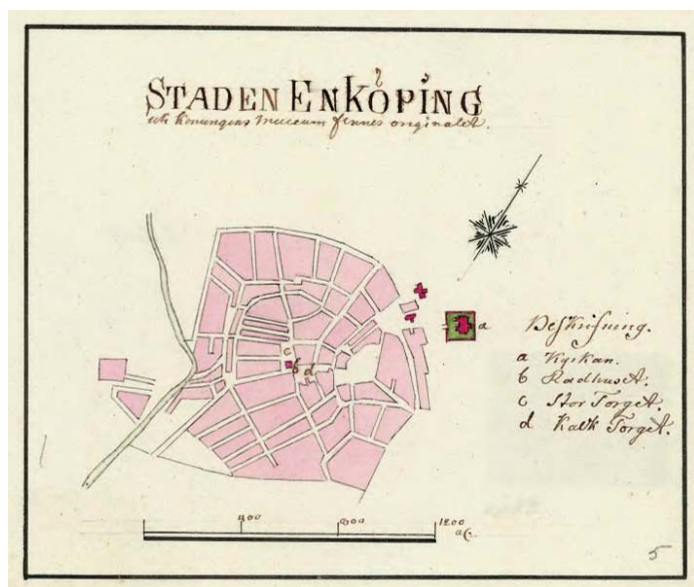 STADEN ENKÖPING
uti Konungens Museum finnes originalet.
a
c
b d
Beskrifning.
a Kyrkan.
b Radhuset.
c Stor Torget.
d Kalk Torget.
400
800
1200
ac.
5